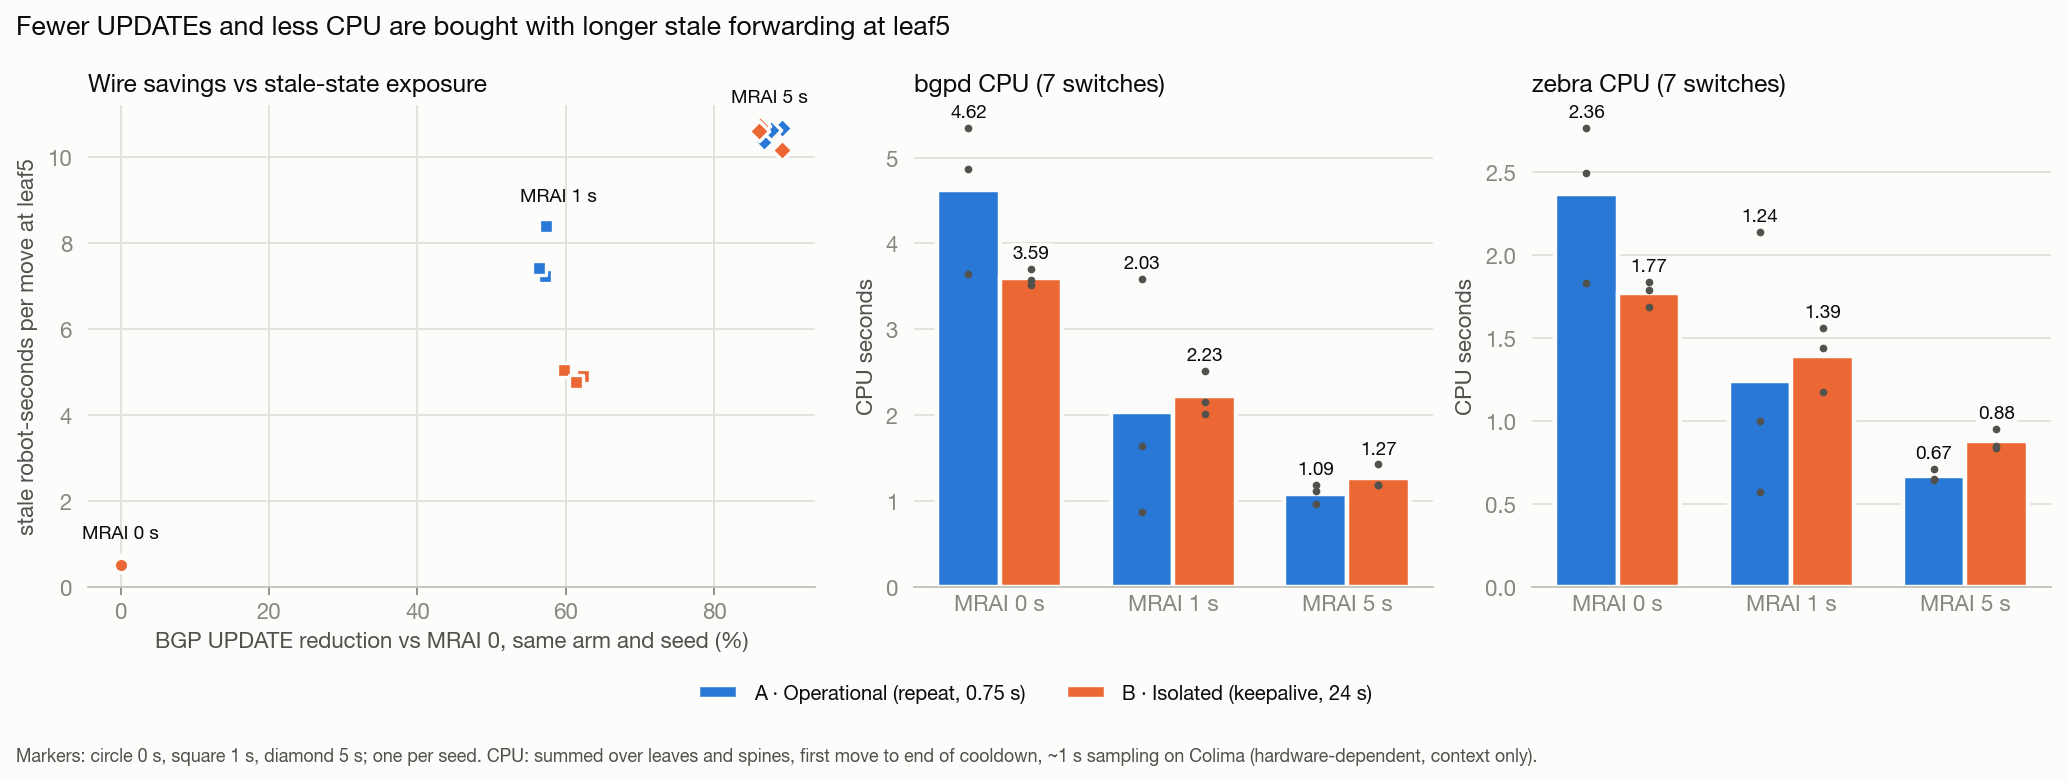 Fewer UPDATEs and less CPU are bought with longer stale forwarding at leaf5
Wire savings vs stale-state exposure
MRAI 5 s
MRAI 1 s
MRAI 0 s
stale robot-seconds per move at leaf5
10
8
6
4
2
0
0
20
40
60
80
BGP UPDATE reduction vs MRAI 0, same arm and seed (%)
bgpd CPU (7 switches)
4.62
3.59
2.03
2.23
1.09
1.27
CPU seconds
5
4
3
2
1
0
MRAI 0 s
MRAI 1 s
MRAI 5 s
zebra CPU (7 switches)
2.36
1.77
1.24
1.39
0.67
0.88
CPU seconds
2.5
2.0
1.5
1.0
0.5
0.0
MRAI 0 s
MRAI 1 s
MRAI 5 s
A · Operational (repeat, 0.75 s)
B · Isolated (keepalive, 24 s)
Markers: circle 0 s, square 1 s, diamond 5 s; one per seed. CPU: summed over leaves and spines, first move to end of cooldown, ~1 s sampling on Colima (hardware-dependent, context only).